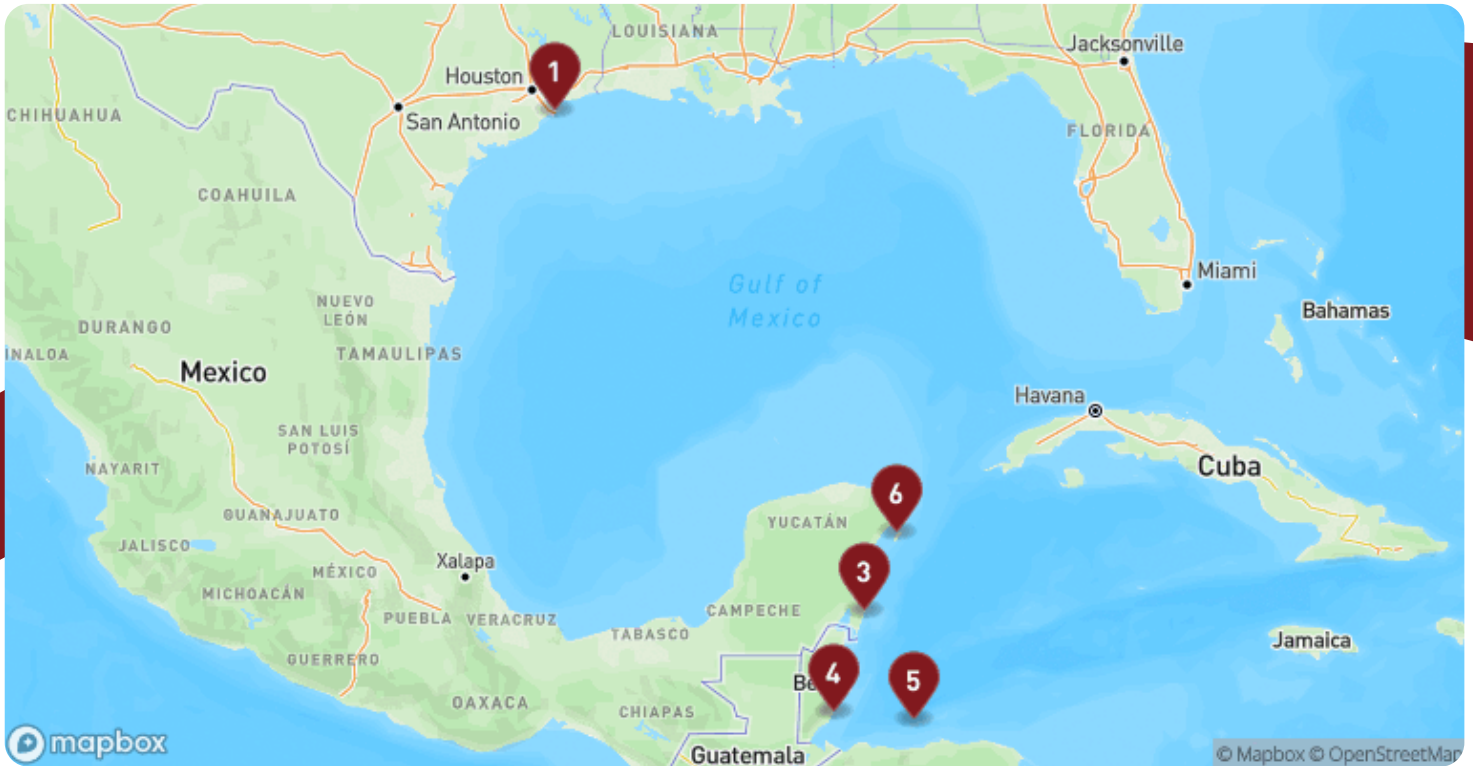 LOUISIANA
Jacksonville
Houston
1
CHIHUAHUA
San Antonio
FLORIDA
COAHUILA
Miami
Gulf of
Mexico
NUEVO
LEÓN
Bahamas
DURANGO
INALOA
TAMAULIPAS
Mexico
Havana
SAN LUIS
POTOSÍ
NAYARIT
Cuba
6
GUANAJUATO
YUCATÁN
JALISCO
Xalapa
MÉXICO
3
MICHOACÁN
PUEBLA
VERACRUZ
CAMPECHE
TABASCO
Jamaica
GUERRERO
Be
4
5
OAXACA
CHIAPAS
mapbox
Guatemala
© Mapbox © OpenStreetMap